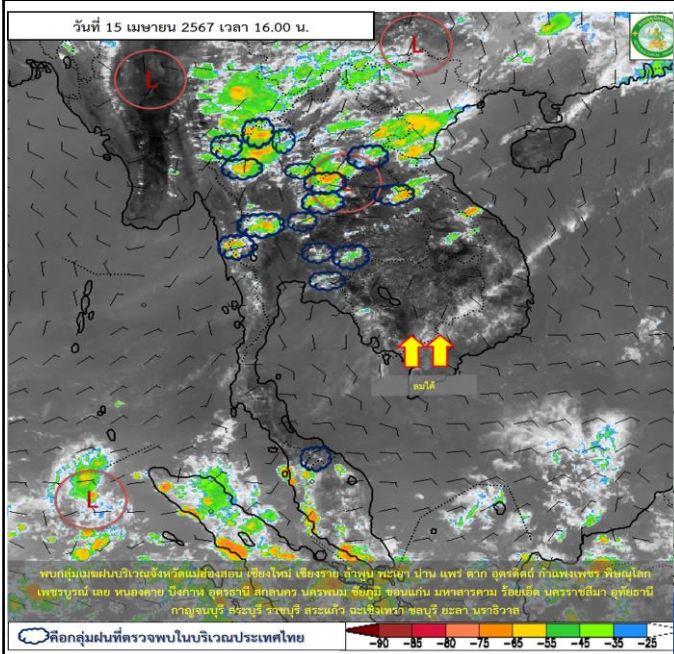 วันที่ 15 เมษายน 2567 เวลา 16.00 น.
L
L
L
ลมใต้
L
พบกลุ่มเมฆฝนบริเวณจังหวัดแม่ฮ่องสอน เชียงใหม่ เชียงราย ลำพูน พะเยา น่าน แพร่ ตาก อุตรดิตถ์ กำแพงเพชร พิษณุโลก
เพชรบูรณ์ เลย หนองคาย บึงกาฬ อุดรธานี สกลนคร นครพนม ชัยภูมิ ขอนแก่น มหาสารคาม ร้อยเอ็ด นครราชสีมา อุทัยธานี
กาญจนบุรี สระบุรี ราชบุรี สระแก้ว ฉะเชิงเทรา ชลบุรี ยะลา นราธิวาส
คือกลุ่มฝนที่ตรวจพบในบริเวณประเทศไทย
-90 -85 -80 -75 -65 -55 -45 -35 -25